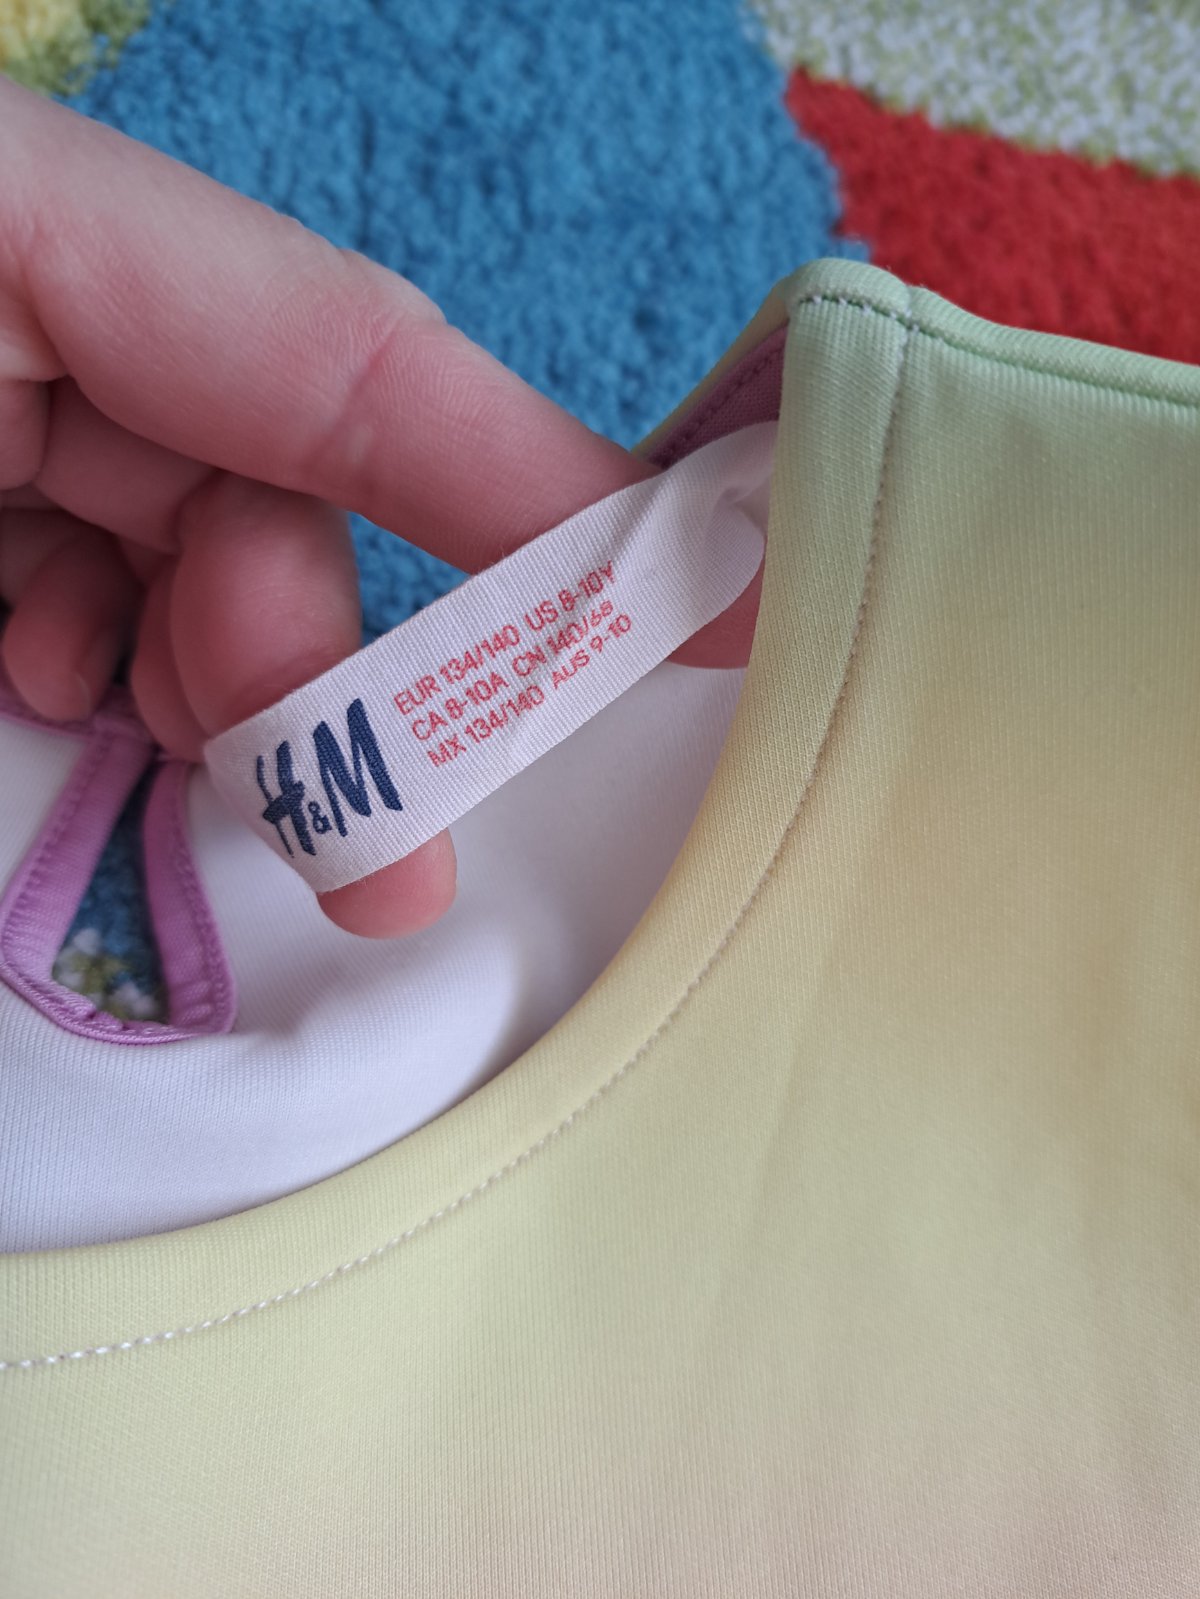 H&M
EUR 134/140 US 8-10Y
CA 8-10A CN 140/68
MX 134/140 AUS 9-10